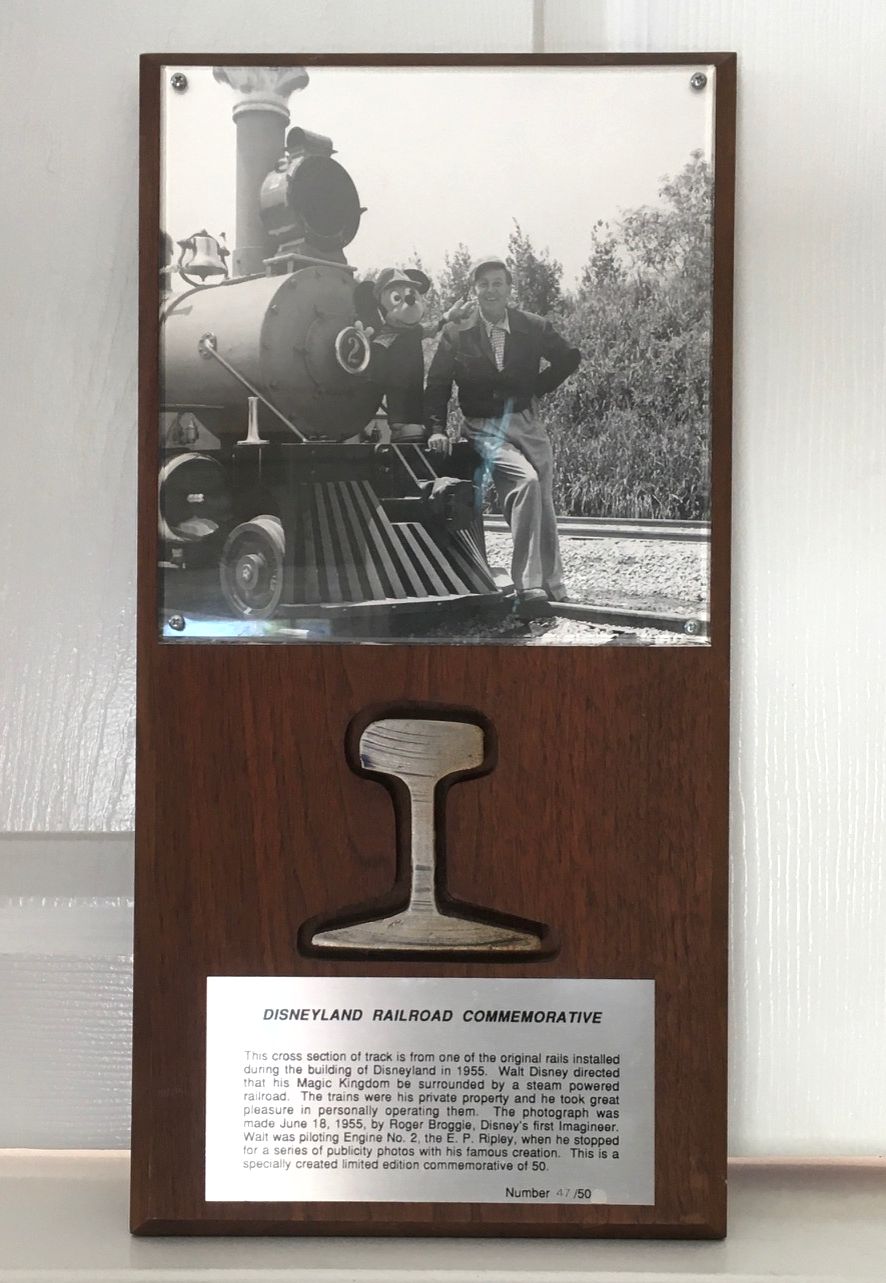 2
DISNEYLAND RAILROAD COMMEMORATIVE
This cross section of track is from one of the original rails installed
during the building of Disneyland in 1955. Walt Disney directed
that his Magic Kingdom be surrounded by a steam powered
railroad. The trains were his private property and he took great
pleasure in personally operating them. The photograph was
made June 18, 1955, by Roger Broggie, Disney's first Imagineer.
Walt was piloting Engine No. 2, the E. P. Ripley, when he stopped
for a series of publicity photos with his famous creation. This is a
specially created limited edition commemorative of 50.
Number 47/50